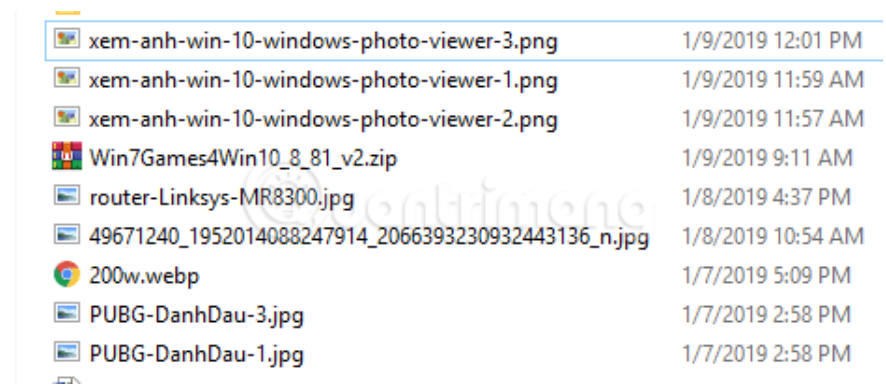 xem-anh-win-10-windows-photo-viewer-3.png 1/9/2019 12:01 PM
xem-anh-win-10-windows-photo-viewer-1.png 1/9/2019 11:59 AM
xem-anh-win-10-windows-photo-viewer-2.png 1/9/2019 11:57 AM
Win7Games4Win10_8_81_v2.zip 1/9/2019 9:11 AM
router-Linksys-MR8300.jpg 1/8/2019 4:37 PM
49671240_1952014088247914_2066393230932443136_n.jpg 1/8/2019 10:54 AM
200w.webp 1/7/2019 5:09 PM
PUBG-DanhDau-3.jpg 1/7/2019 2:58 PM
PUBG-DanhDau-1.jpg 1/7/2019 2:58 PM